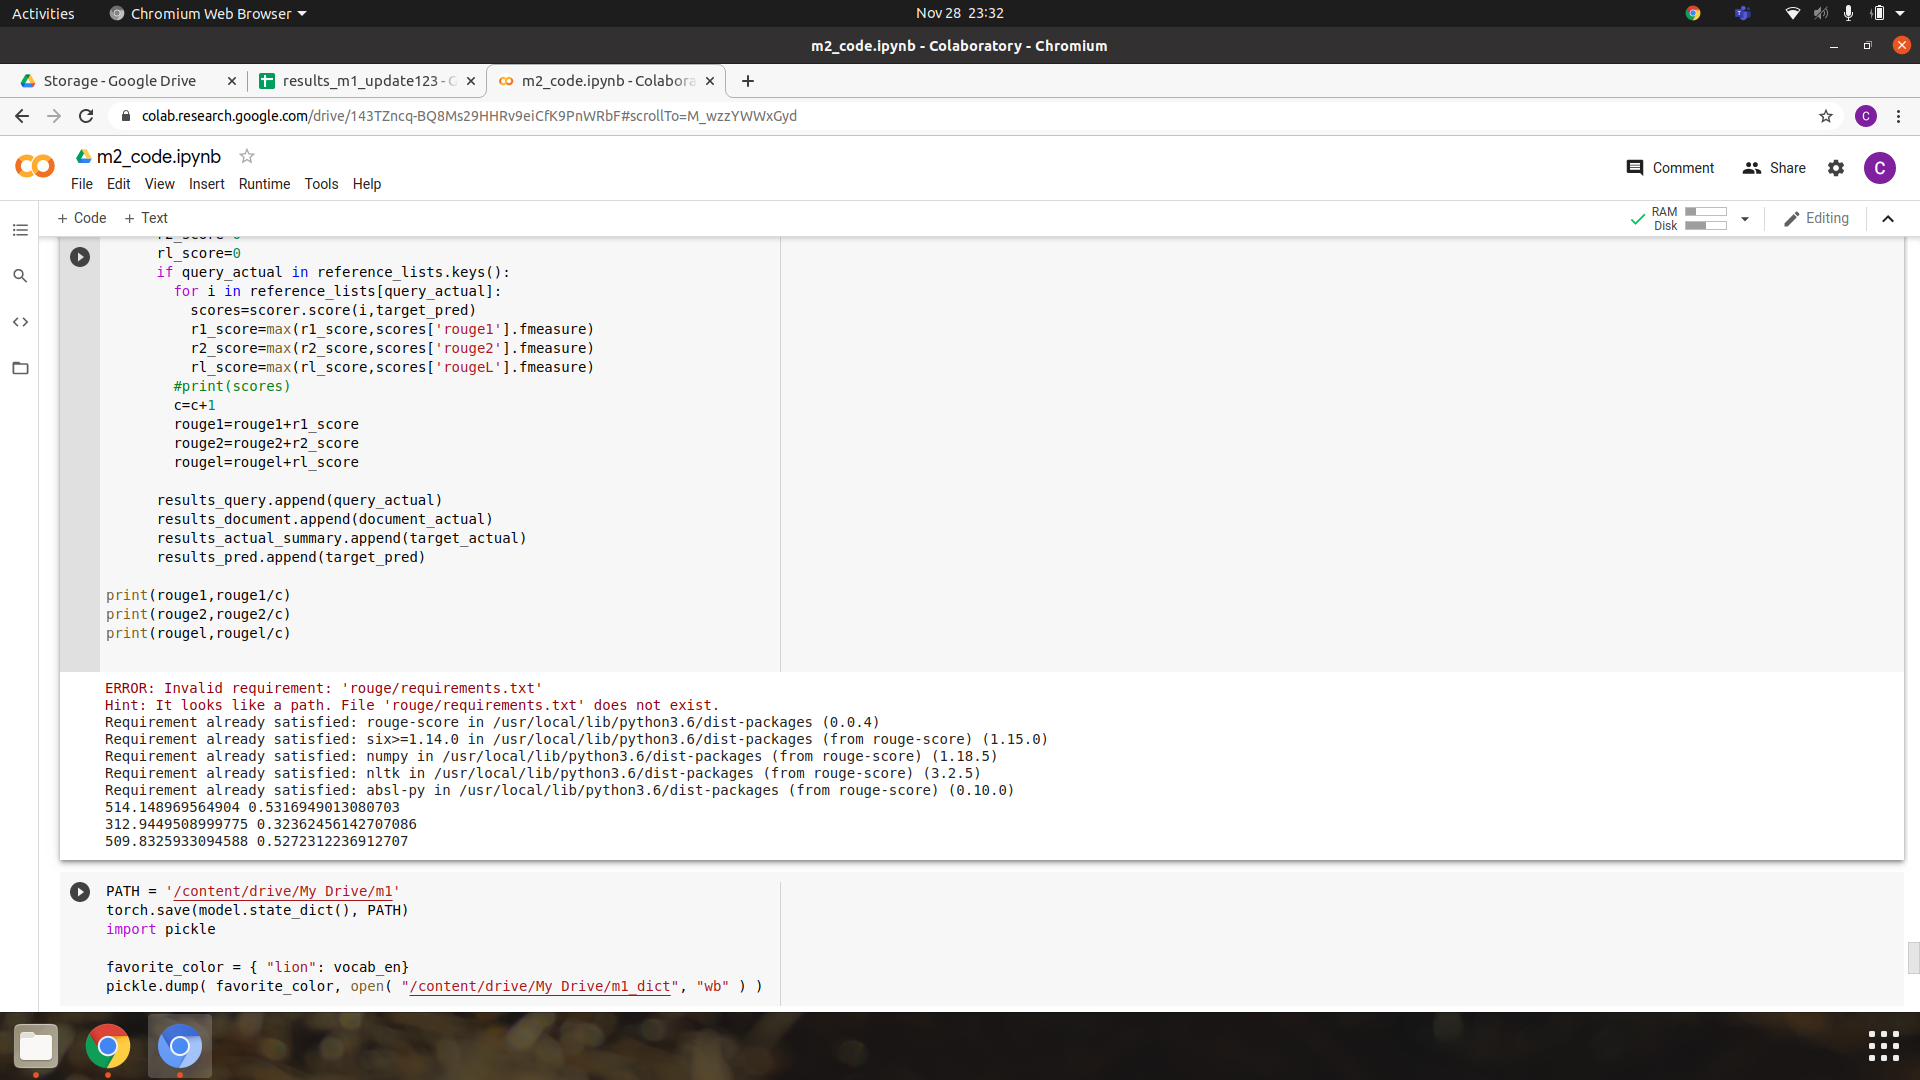 Activities
Chromium Web Browser
Nov 28 23:32
m2_code.ipynb - Colaboratory - Chromium
Storage - Google Drive
results_m1_update123 - G
m2_code.ipynb - Colabora
colab.research.google.com/drive/143TZncq-BQ8Ms29HHRv9eiCfK9PnWRbF#scrollTo=M_wzzYWWxGyd
C
m2_code.ipynb
File Edit View Insert Runtime Tools Help
Comment
Share
C
+ Code + Text
RAM
Disk
Editing
rl_score=0
if query_actual in reference_lists.keys():
for i in reference_lists[query_actual]:
scores=scorer.score(i,target_pred)
r1_score=max(r1_score,scores['rouge1'].fmeasure)
r2_score=max(r2_score,scores['rouge2'].fmeasure)
rl_score=max(rl_score,scores['rougeL'].fmeasure)
#print(scores)
c=c+1
rouge1=rouge1+r1_score
rouge2=rouge2+r2_score
rougel=rougel+rl_score
results_query.append(query_actual)
results_document.append(document_actual)
results_actual_summary.append(target_actual)
results_pred.append(target_pred)
print(rouge1,rouge1/c)
print(rouge2,rouge2/c)
print(rougel,rougel/c)
ERROR: Invalid requirement: 'rouge/requirements.txt'
Hint: It looks like a path. File 'rouge/requirements.txt' does not exist.
Requirement already satisfied: rouge-score in /usr/local/lib/python3.6/dist-packages (0.0.4)
Requirement already satisfied: six>=1.14.0 in /usr/local/lib/python3.6/dist-packages (from rouge-score) (1.15.0)
Requirement already satisfied: numpy in /usr/local/lib/python3.6/dist-packages (from rouge-score) (1.18.5)
Requirement already satisfied: nltk in /usr/local/lib/python3.6/dist-packages (from rouge-score) (3.2.5)
Requirement already satisfied: absl-py in /usr/local/lib/python3.6/dist-packages (from rouge-score) (0.10.0)
514.148969564904 0.5316949013080703
312.9449508999775 0.32362456142707086
509.8325933094588 0.5272312236912707
PATH = '/content/drive/My Drive/m1'
torch.save(model.state_dict(), PATH)
import pickle
favorite_color = { "lion": vocab_en}
pickle.dump( favorite_color, open( "/content/drive/My Drive/m1_dict", "wb" ) )